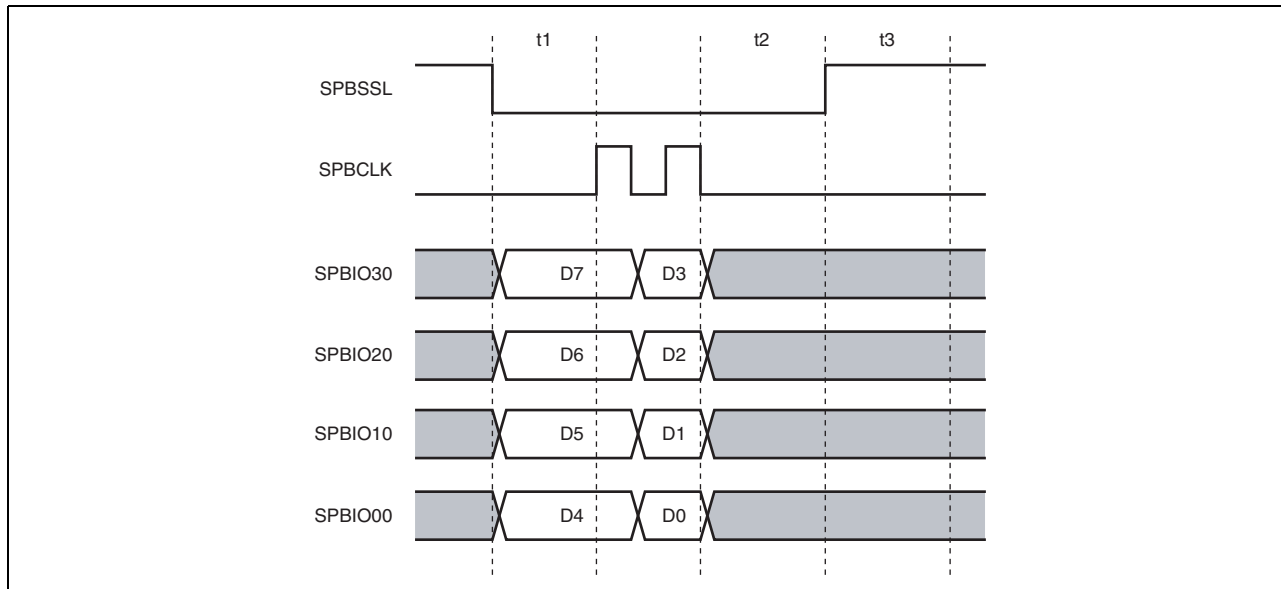 t1 t2 t3
SPBSSL
SPBCLK
SPBIO30 D7 D3
SPBIO20 D6 D2
SPBIO10 D5 D1
SPBIO00 D4 D0